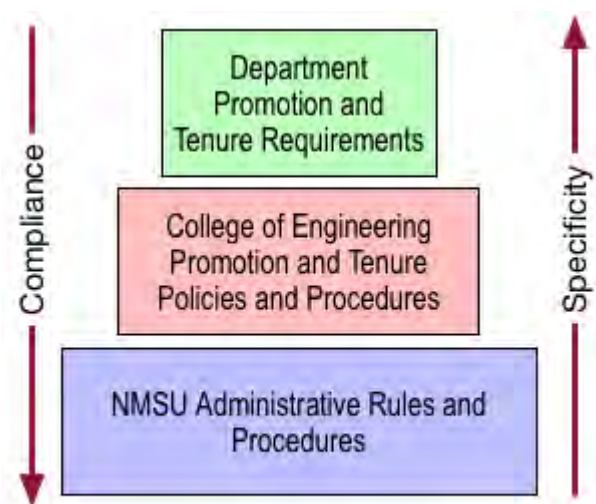 Department
Promotion and
Tenure Requirements
College of Engineering
Promotion and Tenure
Policies and Procedures
NMSU Administrative Rules and
Procedures
Compliance
Specificity